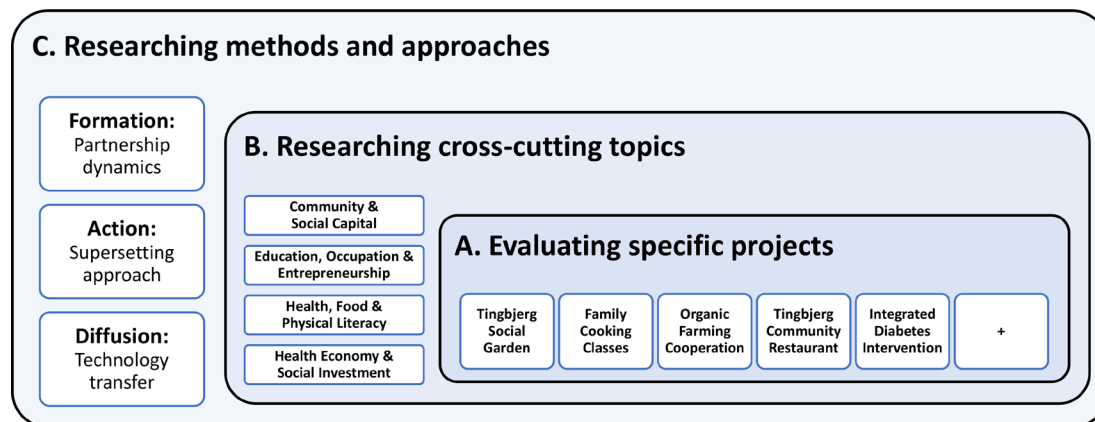 C. Researching methods and approaches
Formation:
Partnership
dynamics
Action:
Supersetting
approach
Diffusion:
Technology
transfer
B. Researching cross-cutting topics
Community &
Social Capital
Education, Occupation &
Entrepreneurship
Health, Food &
Physical Literacy
Health Economy &
Social Investment
A. Evaluating specific projects
Tingbjerg
Social
Garden
Family
Cooking
Classes
Organic
Farming
Cooperation
Tingbjerg
Community
Restaurant
Integrated
Diabetes
Intervention
+